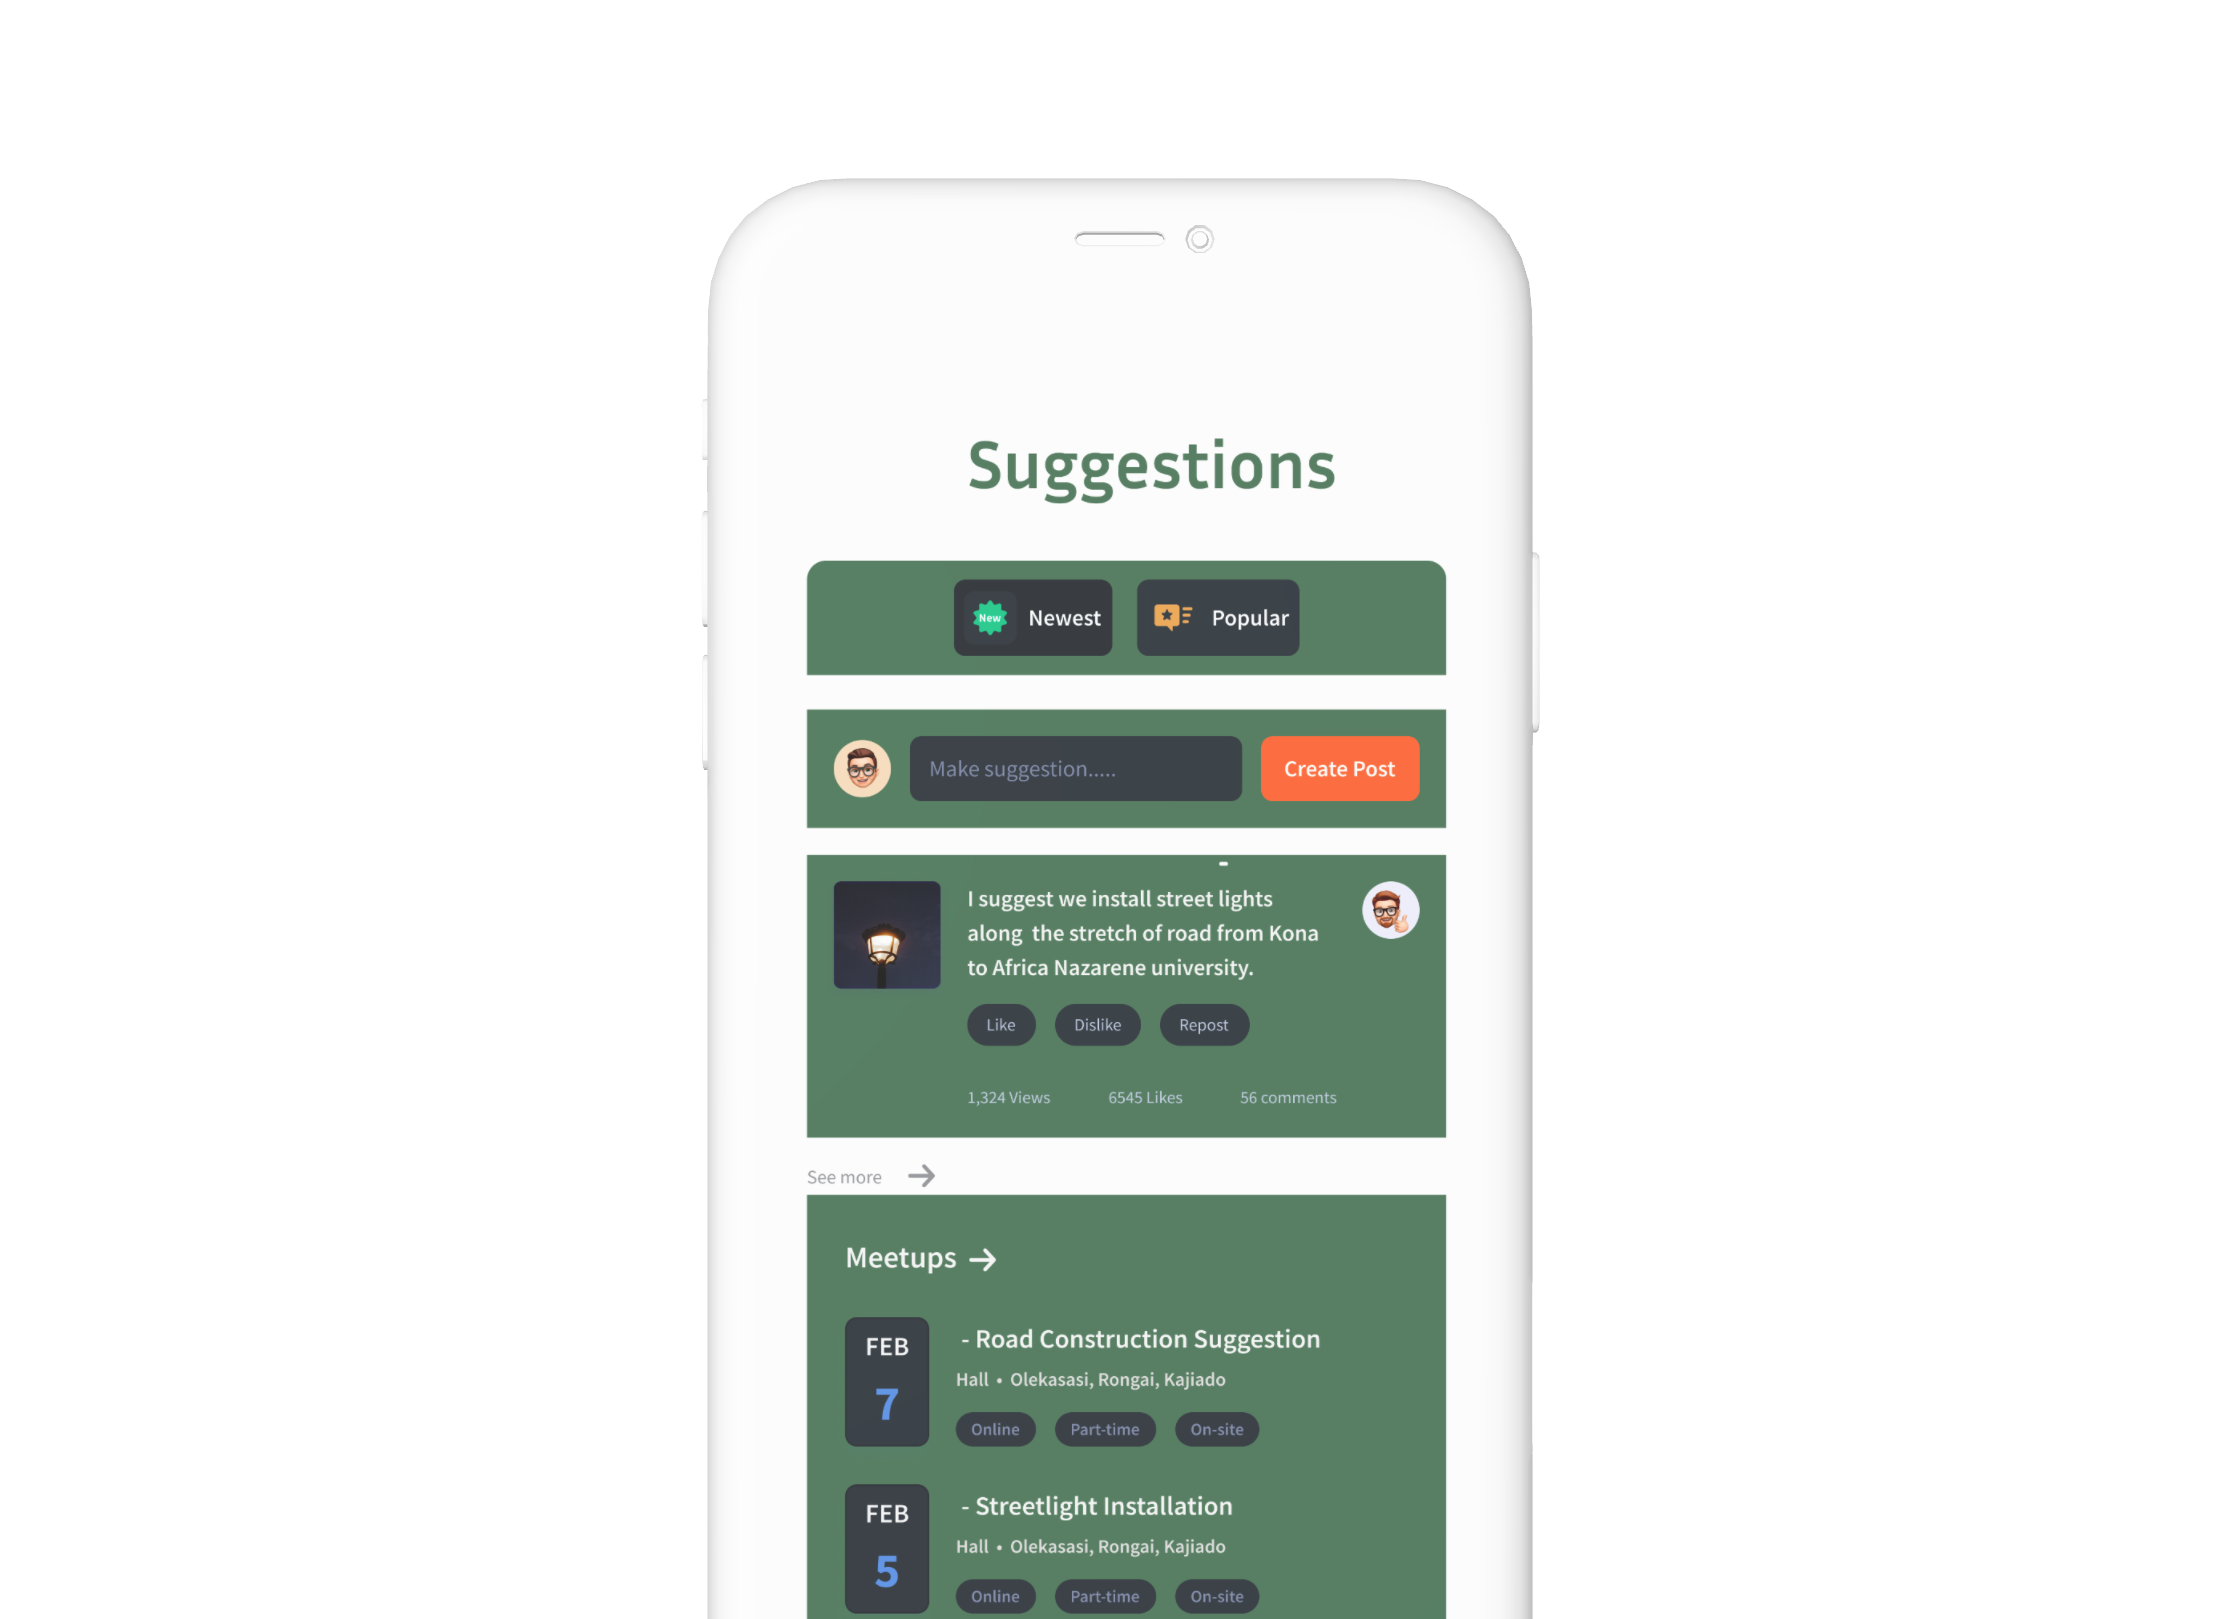 Suggestions
New Newest Popular
Make suggestion..... Create Post
-
I suggest we install street lights
along the stretch of road from Kona
to Africa Nazarene university.
Like Dislike Repost
1,324 Views 6545 Likes 56 comments
See more
Meetups
FEB
7
- Road Construction Suggestion
Hall • Olekasasi, Rongai, Kajiado
Online Part-time On-site
FEB
5
- Streetlight Installation
Hall • Olekasasi, Rongai, Kajiado
Online Part-time On-site